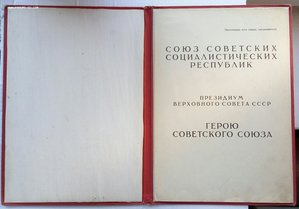 СОЮЗ СОВЕТСКИХ
СОЦИАЛИСТИЧЕСКИХ
РЕСПУБЛИК
ПРЕЗИДИУМ
ВЕРХОВНОГО СОВЕТА СССР
ГЕРОЮ
СОВЕТСКОГО СОЮЗА